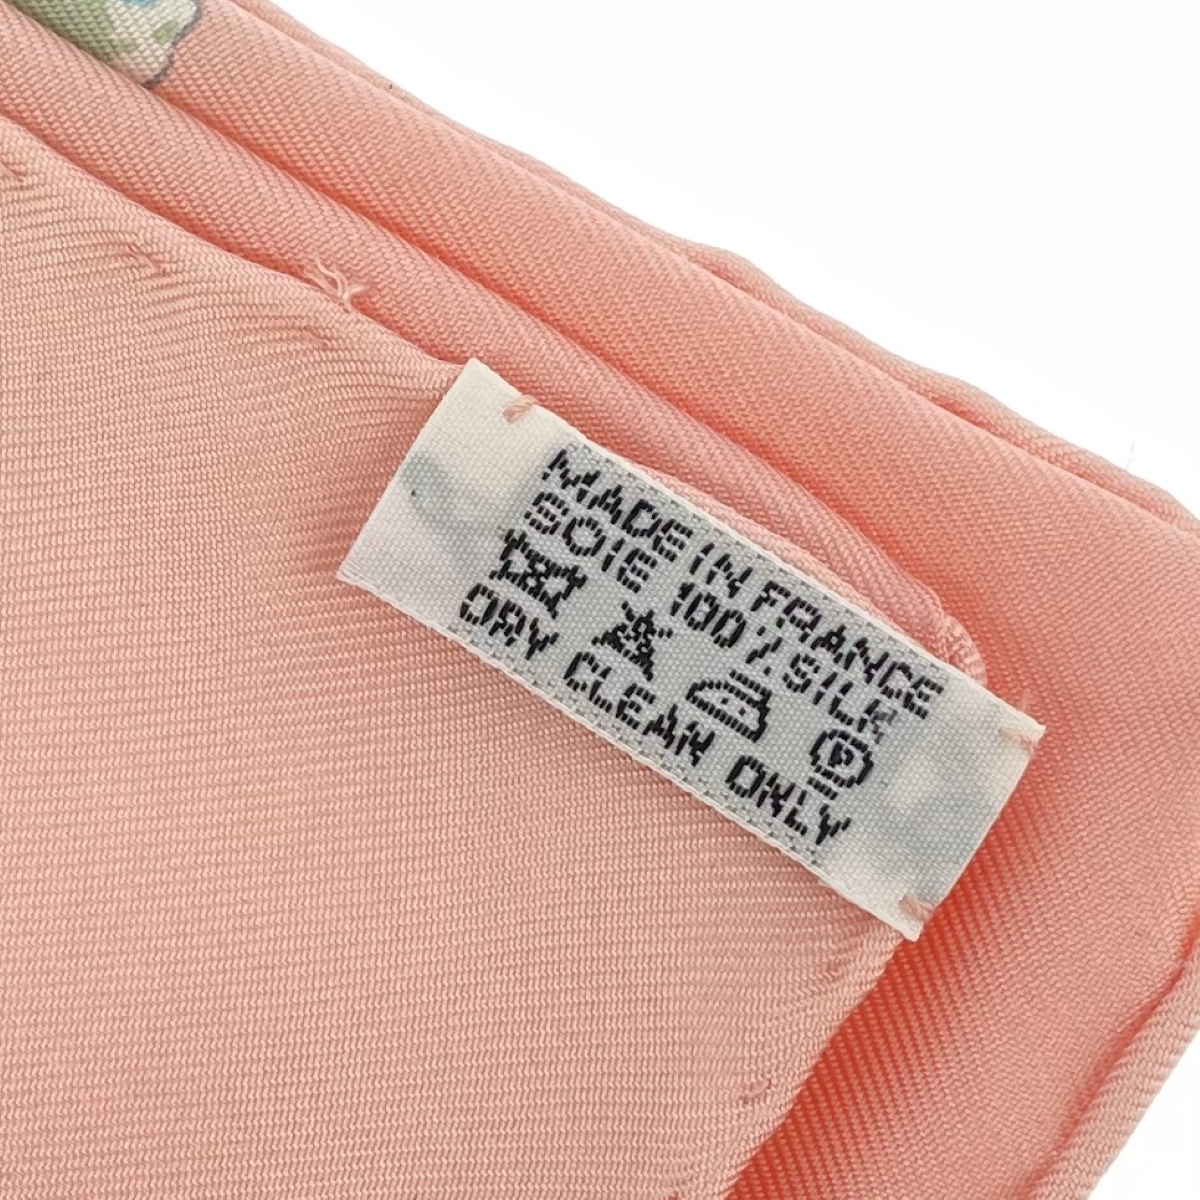 MADE IN FRANCE
SOIE 100% SILK
P
DRY CLEAN ONLY